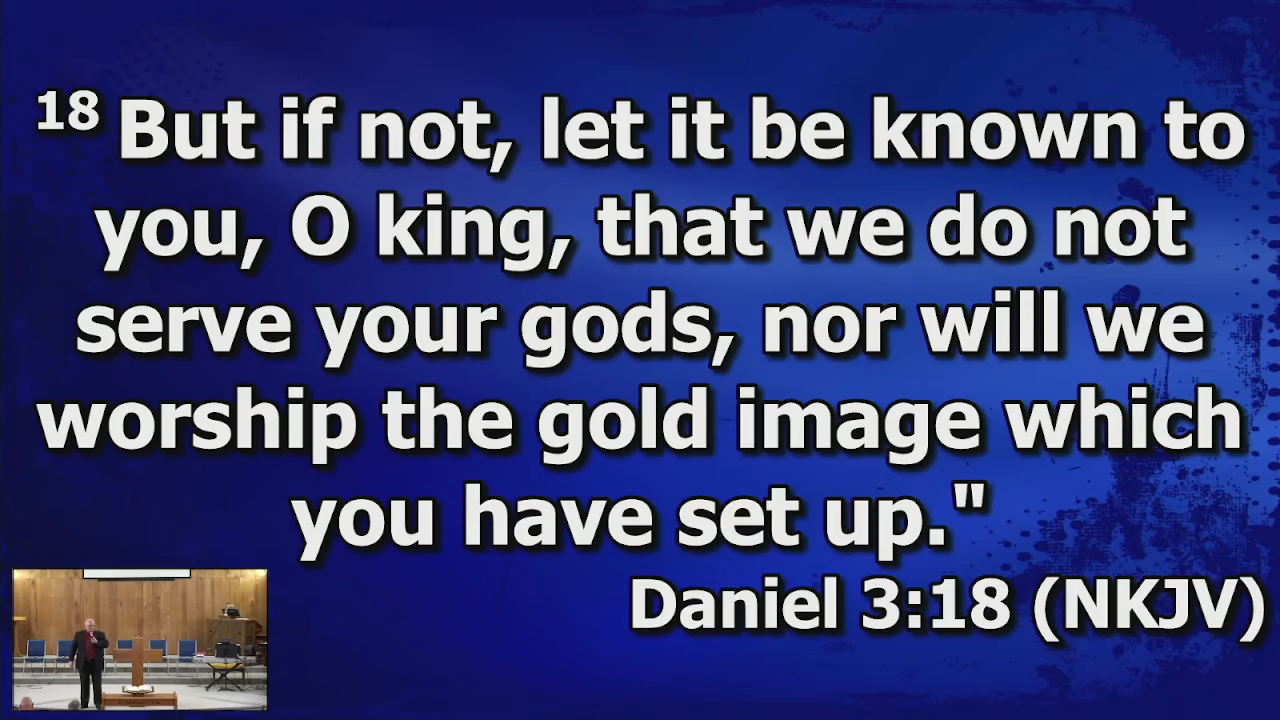 18 But if not, let it be known to
you, O king, that we do not
serve your gods, nor will we
worship the gold image which
you have set up."
Daniel 3:18 (NKJV)